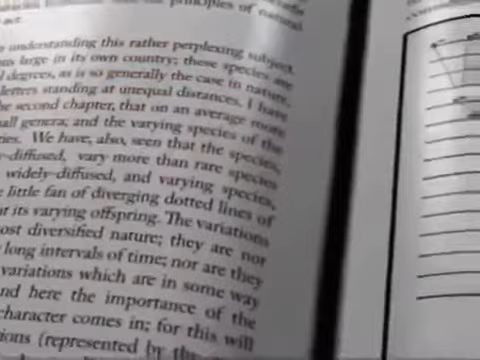 principles of natural
act.
understanding this rather perplexing subject.
large in its own country; these species are
degrees, as is so generally the case in nature,
letters standing at unequal distances. I have
second chapter, that on an average more
genera; and the varying species of the
We have, also, seen that the species,
diffused, vary more than rare species
widely-diffused, and varying species,
little fan of diverging dotted lines of
its varying offspring. The variations
diversified nature; they are not
long intervals of time; nor are they
variations which are in some way
nd here the importance of the
character comes in; for this will
ions (represented by the